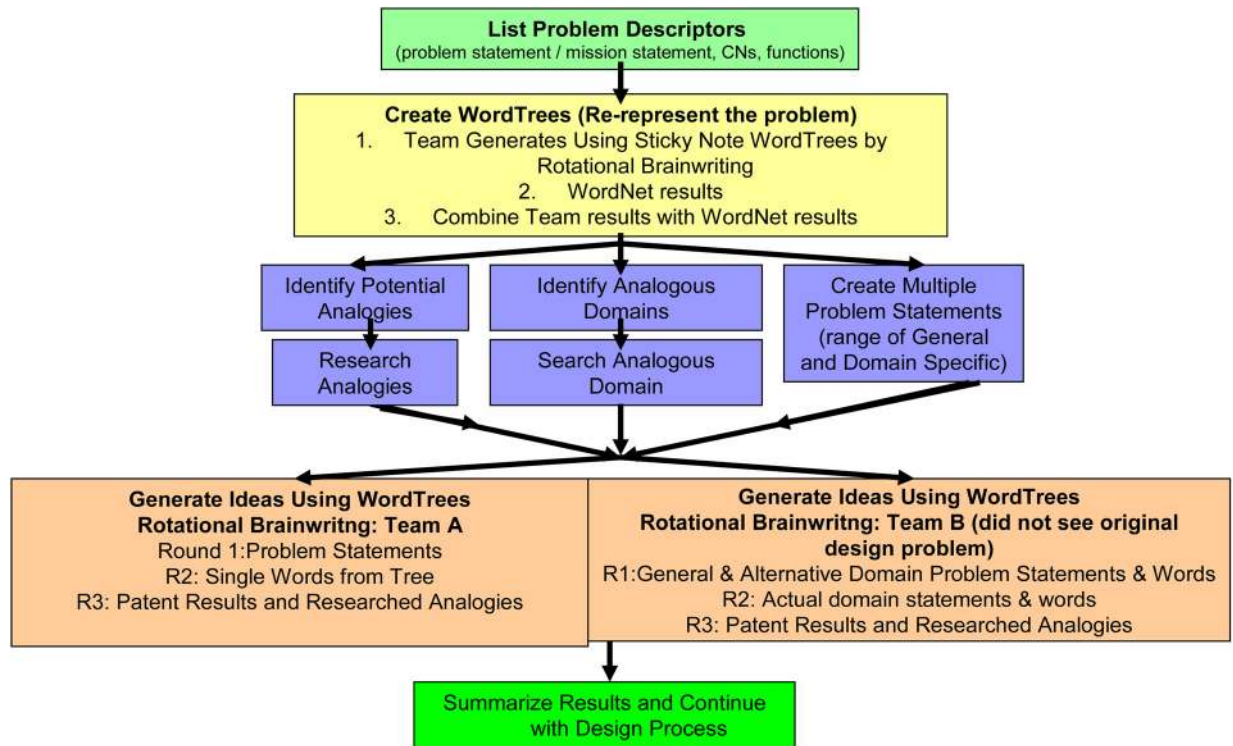 List Problem Descriptors
(problem statement / mission statement, CNs, functions)
Create WordTrees (Re-represent the problem)
1. Team Generates Using Sticky Note WordTrees by
Rotational Brainwriting
2. WordNet results
3. Combine Team results with WordNet results
Identify Potential
Analogies
Research
Analogies
Identify Analogous
Domains
Search Analogous
Domain
Create Multiple
Problem Statements
(range of General
and Domain Specific)
Generate Ideas Using WordTrees
Rotational Brainwritng: Team A
Round 1:Problem Statements
R2: Single Words from Tree
R3: Patent Results and Researched Analogies
Generate Ideas Using WordTrees
Rotational Brainwritng: Team B (did not see original
design problem)
R1:General & Alternative Domain Problem Statements & Words
R2: Actual domain statements & words
R3: Patent Results and Researched Analogies
Summarize Results and Continue
with Design Process